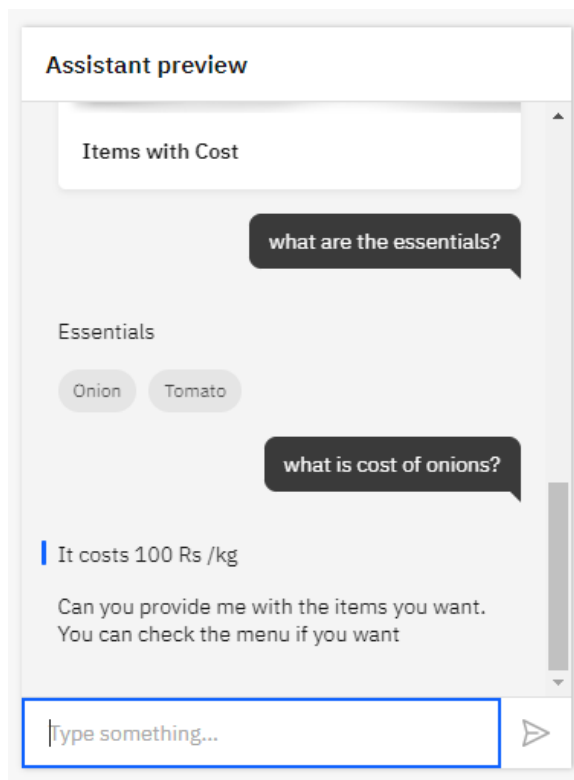 Assistant preview
Items with Cost
what are the essentials?
Essentials
Onion Tomato
what is cost of onions?
It costs 100 Rs /kg
Can you provide me with the items you want.
You can check the menu if you want
Type something...